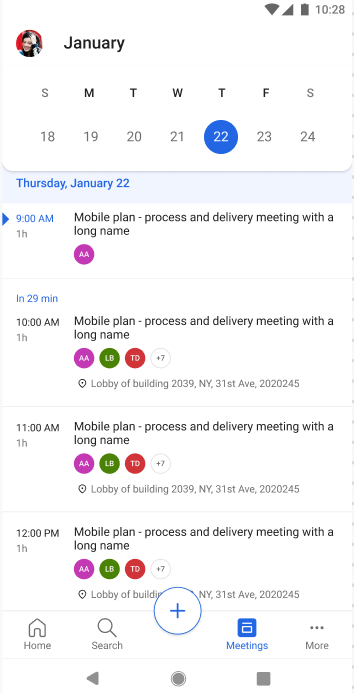 10:28
January
S M T W T F S
18 19 20 21 22 23 24
Thursday, January 22
9:00 AM
1h
Mobile plan - process and delivery meeting with a
long name
AA
In 29 min
10:00 AM
1h
Mobile plan - process and delivery meeting with a
long name
AA LB TD +7
Lobby of building 2039, NY, 31st Ave, 2020245
11:00 AM
1h
Mobile plan - process and delivery meeting with a
long name
AA LB TD +7
Lobby of building 2039, NY, 31st Ave, 2020245
12:00 PM
1h
Mobile plan - process and delivery meeting with a
long name
AA LB TD +7
Lobby of building 2039, NY, 31st Ave, 2020245
Home Search Meetings More